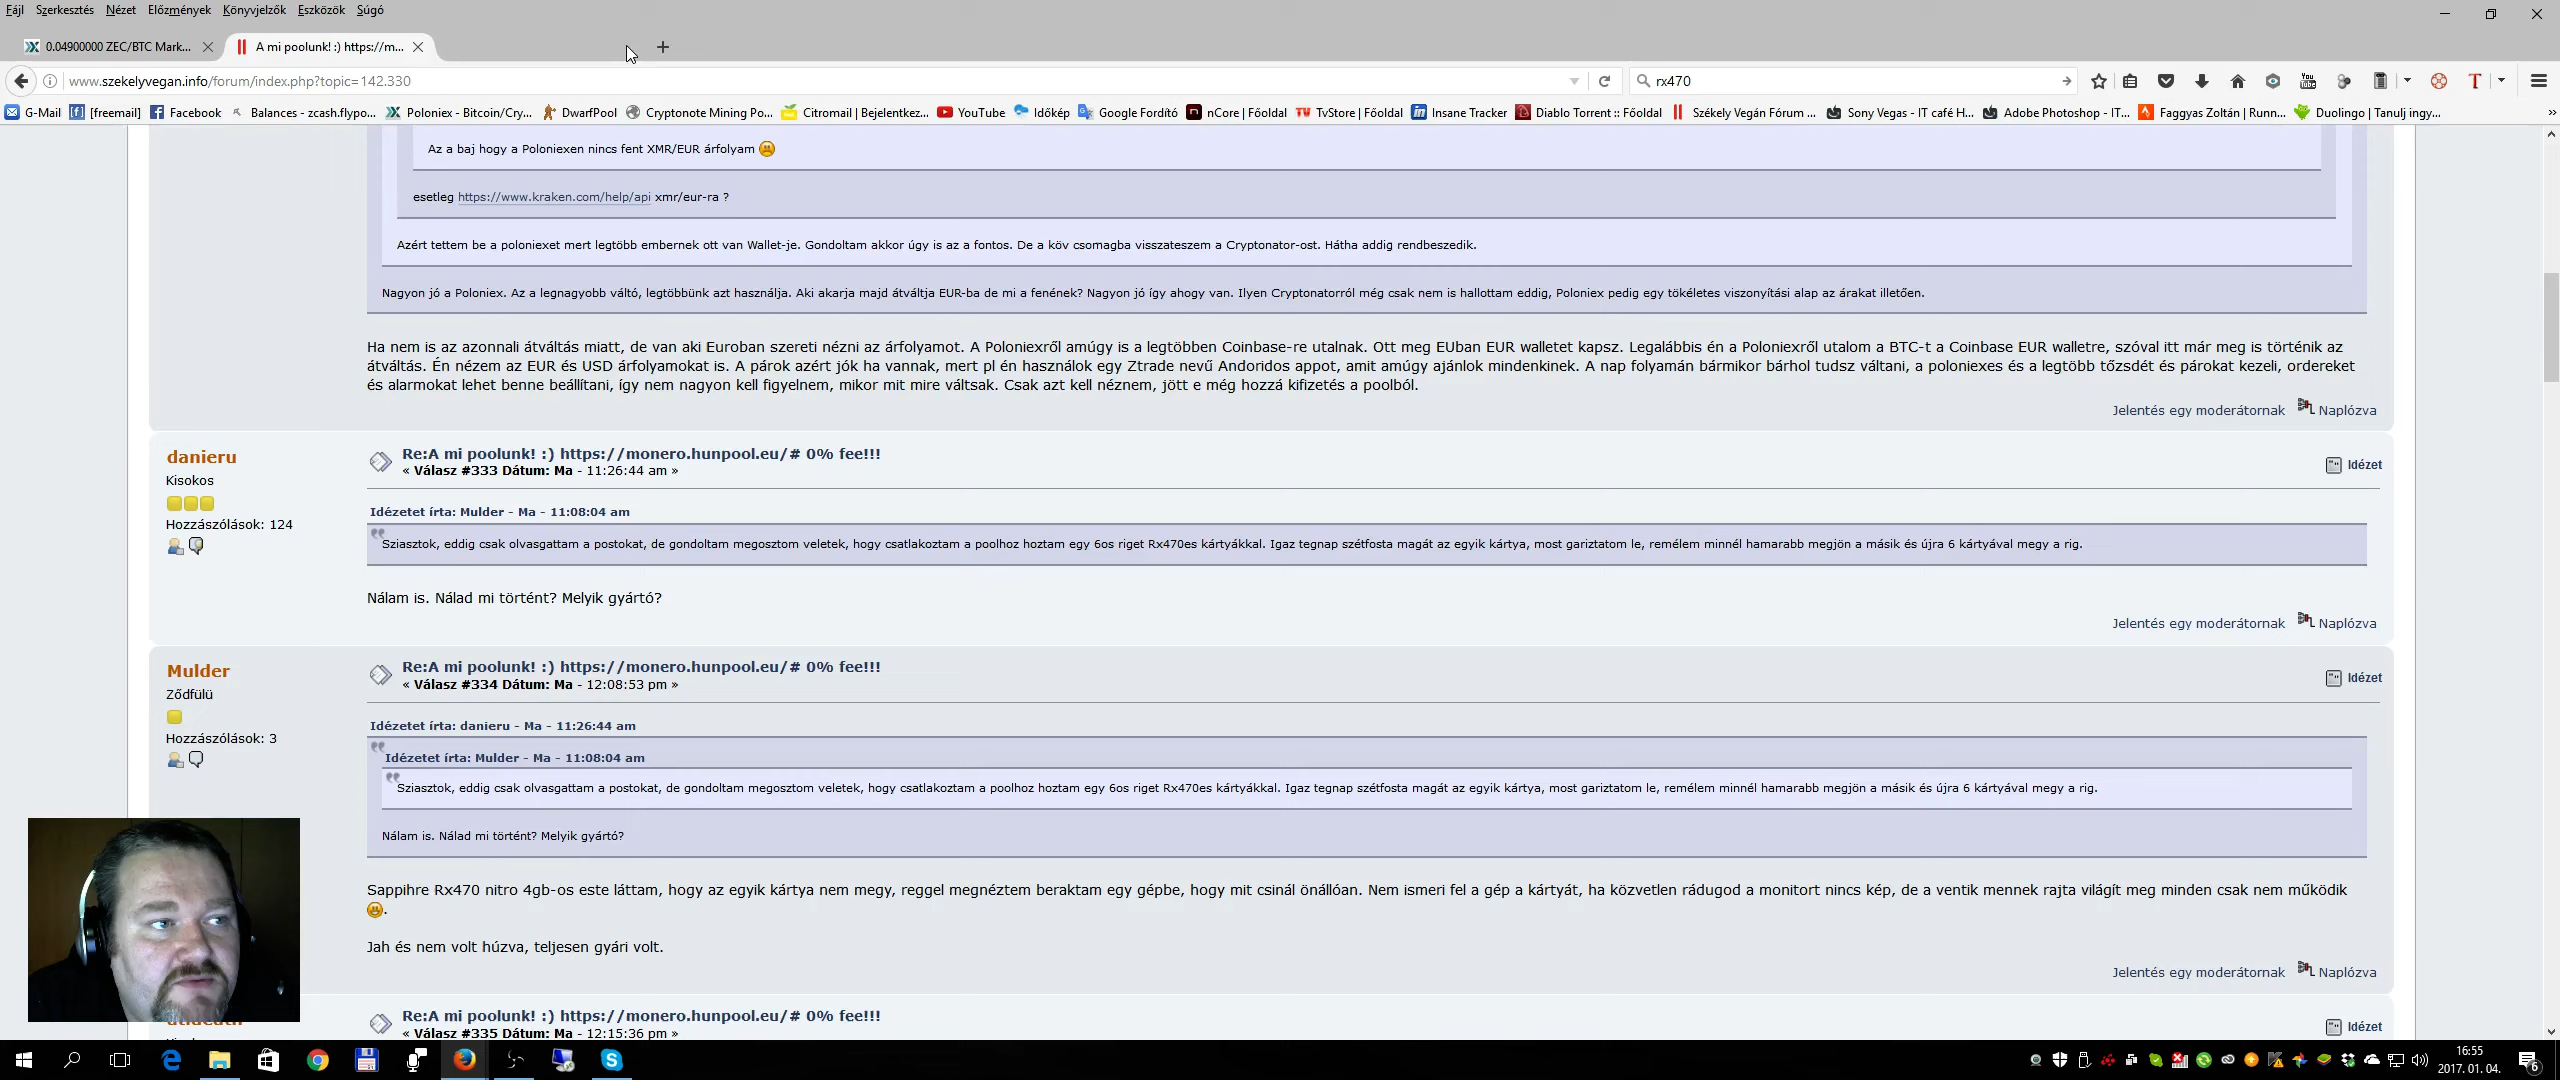 Fájl Szerkesztés Nézet Előzmények Könyvjelzők Eszközök Súgó
0.04900000 ZEC/BTC Mark... A mi poolunk! :) https://m...
www.szekelyvegan.info/forum/index.php?topic=142.330 rx470
G-Mail [freemail] Facebook Balances - zcash.flypo... Poloniex - Bitcoin/Cry... DwarfPool Cryptonote Mining Po... Citromail | Bejelentkez... YouTube Időkép Google Fordító nCore | Főoldal TvStore | Főoldal Insane Tracker Diablo Torrent :: Főoldal Székely Vegán Fórum ... Sony Vegas - IT café H... Adobe Photoshop - IT... Faggyas Zoltán | Runn... Duolingo | Tanulj ingy...
Az a baj hogy a Poloniexen nincs fent XMR/EUR árfolyam
esetleg https://www.kraken.com/help/api xmr/eur-ra ?
Azért tettem be a poloniexet mert legtöbb embernek ott van Wallet-je. Gondoltam akkor úgy is az a fontos. De a köv csomagba visszateszem a Cryptonator-ost. Hátha addig rendbeszedik.
Nagyon jó a Poloniex. Az a legnagyobb váltó, legtöbbünk azt használja. Aki akarja majd átváltja EUR-ba de mi a fenének? Nagyon jó így ahogy van. Ilyen Cryptonatorról még csak nem is hallottam eddig, Poloniex pedig egy tökéletes viszonyítási alap az árakat illetően.
Ha nem is az azonnali átváltás miatt, de van aki Euroban szereti nézni az árfolyamot. A Poloniexről amúgy is a legtöbben Coinbase-re utalnak. Ott meg EUban EUR walletet kapsz. Legalábbis én a Poloniexről utalom a BTC-t a Coinbase EUR walletre, szóval itt már meg is történik az
átváltás. Én nézem az EUR és USD árfolyamokat is. A párok azért jók ha vannak, mert pl én használok egy Ztrade nevű Andoridos appot, amit amúgy ajánlok mindenkinek. A nap folyamán bármikor bárhol tudsz váltani, a poloniexes és a legtöbb tőzsdét és párokat kezeli, ordereket
és alarmokat lehet benne beállítani, így nem nagyon kell figyelnem, mikor mit mire váltsak. Csak azt kell néznem, jött e még hozzá kifizetés a poolból.
Jelentés egy moderátornak Naplózva
danieru
Kisokos
Hozzászólások: 124
Re:A mi poolunk! :) https://monero.hunpool.eu/# 0% fee!!!
« Válasz #333 Dátum: Ma - 11:26:44 am »
Idézet
Idézetet írta: Mulder - Ma - 11:08:04 am
Sziasztok, eddig csak olvasgattam a postokat, de gondoltam megosztom veletek, hogy csatlakoztam a poolhoz hoztam egy 6os riget Rx470es kártyákkal. Igaz tegnap szétfosta magát az egyik kártya, most gariztatom le, remélem minnél hamarabb megjön a másik és újra 6 kártyával megy a rig.
Nálam is. Nálad mi történt? Melyik gyártó?
Jelentés egy moderátornak Naplózva
Mulder
Ződfülü
Hozzászólások: 3
Re:A mi poolunk! :) https://monero.hunpool.eu/# 0% fee!!!
« Válasz #334 Dátum: Ma - 12:08:53 pm »
Idézet
Idézetet írta: danieru - Ma - 11:26:44 am
Idézetet írta: Mulder - Ma - 11:08:04 am
Sziasztok, eddig csak olvasgattam a postokat, de gondoltam megosztom veletek, hogy csatlakoztam a poolhoz hoztam egy 6os riget Rx470es kártyákkal. Igaz tegnap szétfosta magát az egyik kártya, most gariztatom le, remélem minnél hamarabb megjön a másik és újra 6 kártyával megy a rig.
Nálam is. Nálad mi történt? Melyik gyártó?
Sappihre Rx470 nitro 4gb-os este láttam, hogy az egyik kártya nem megy, reggel megnéztem beraktam egy gépbe, hogy mit csinál önállóan. Nem ismeri fel a gép a kártyát, ha közvetlen rádugod a monitort nincs kép, de a ventik mennek rajta világít meg minden csak nem működik
.
Jah és nem volt húzva, teljesen gyári volt.
Jelentés egy moderátornak Naplózva
Re:A mi poolunk! :) https://monero.hunpool.eu/# 0% fee!!!
« Válasz #335 Dátum: Ma - 12:15:36 pm »
Idézet
16:55
2017. 01. 04.